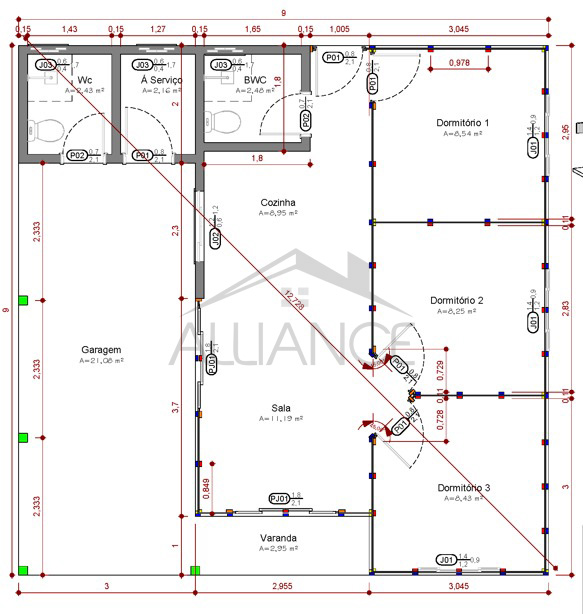 9
0,15 1,43 0,15 1,27 0,15 1,65 0,15 1,005 3,045
J03 0,6 1,7
0,4
Wc
A=2,43 m²
J03 0,6 1,7
0,4
Á Serviço
A=2,16 m²
J03 0,6 1,7
0,4
BWC
A=2,48 m²
P01 0,8
2,1
P01 0,8
2,1
0,978
Dormitório 1
A=8,54 m²
J01 1,4 0,9
2,95
2
1,8
P02 0,7
2,1
P01 0,8
2,1
P02 0,7
2,1
1,8
Cozinha
A=8,95 m²
J02 1,2
0,6
2,333
2,3
0,11
9
12,728
ALLIANCE
Dormitório 2
A=8,25 m²
J01 1,4 0,9
2,83
Garagem
A=21,08 m²
2,333
PJ01 1,8
2,1
P01 0,8
2,1
0,729
0,11
0,11
3,7
Sala
A=11,19 m²
P01 0,8
2,1
0,728
0,849
Dormitório 3
A=8,43 m²
3
2,333
PJ01 1,8
2,1
Varanda
A=2,95 m²
1
J01 1,4 0,9
3 2,955 3,045